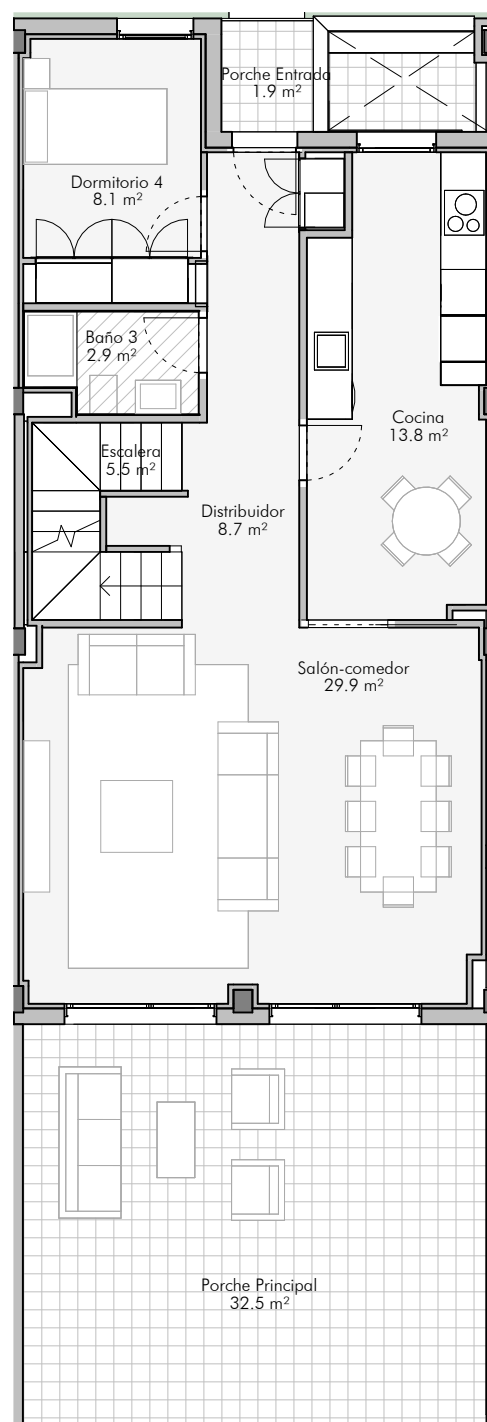 Porche Entrada
1.9 m²
Dormitorio 4
8.1 m²
Baño 3
2.9 m²
Cocina
13.8 m²
Escalera
5.5 m²
Distribuidor
8.7 m²
Salón-comedor
29.9 m²
Porche Principal
32.5 m²